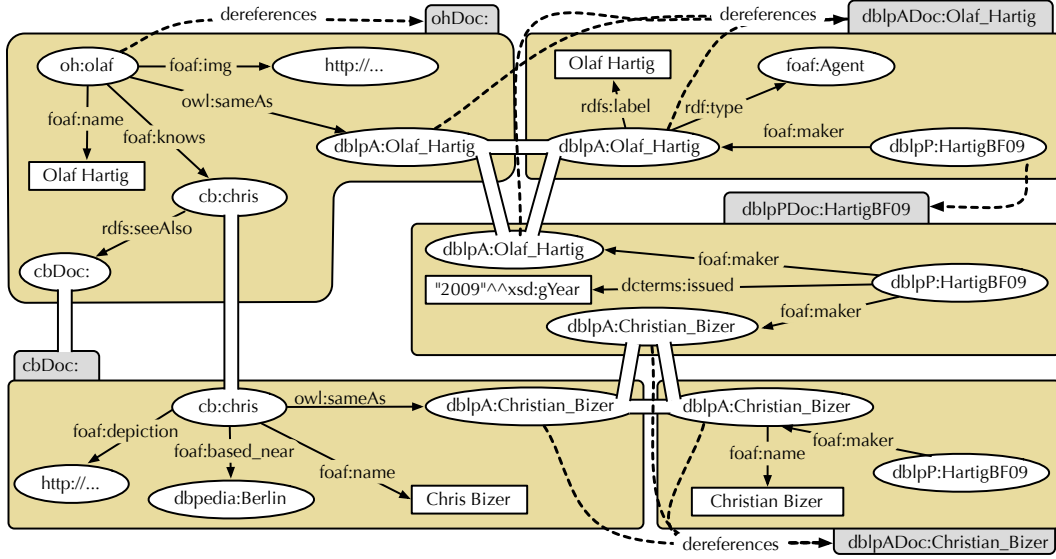 dereferences
ohDoc:
dereferences
dblpADoc:Olaf_Hartig
oh:olaf
foaf:img
http://...
Olaf Hartig
foaf:Agent
owl:sameAs
rdfs:label
rdf:type
foaf:name
foaf:knows
foaf:maker
dblpA:Olaf_Hartig
dblpA:Olaf_Hartig
dblpP:HartigBF09
Olaf Hartig
cb:chris
dblpPDoc:HartigBF09
rdfs:seeAlso
dblpA:Olaf_Hartig
foaf:maker
cbDoc:
"2009"^^xsd:gYear
dcterms:issued
dblpP:HartigBF09
foaf:maker
dblpA:Christian_Bizer
cbDoc:
cb:chris
owl:sameAs
dblpA:Christian_Bizer
dblpA:Christian_Bizer
foaf:depiction
foaf:based_near
foaf:maker
foaf:name
foaf:name
http://...
dbpedia:Berlin
Chris Bizer
Christian Bizer
dblpP:HartigBF09
dereferences
dblpADoc:Christian_Bizer